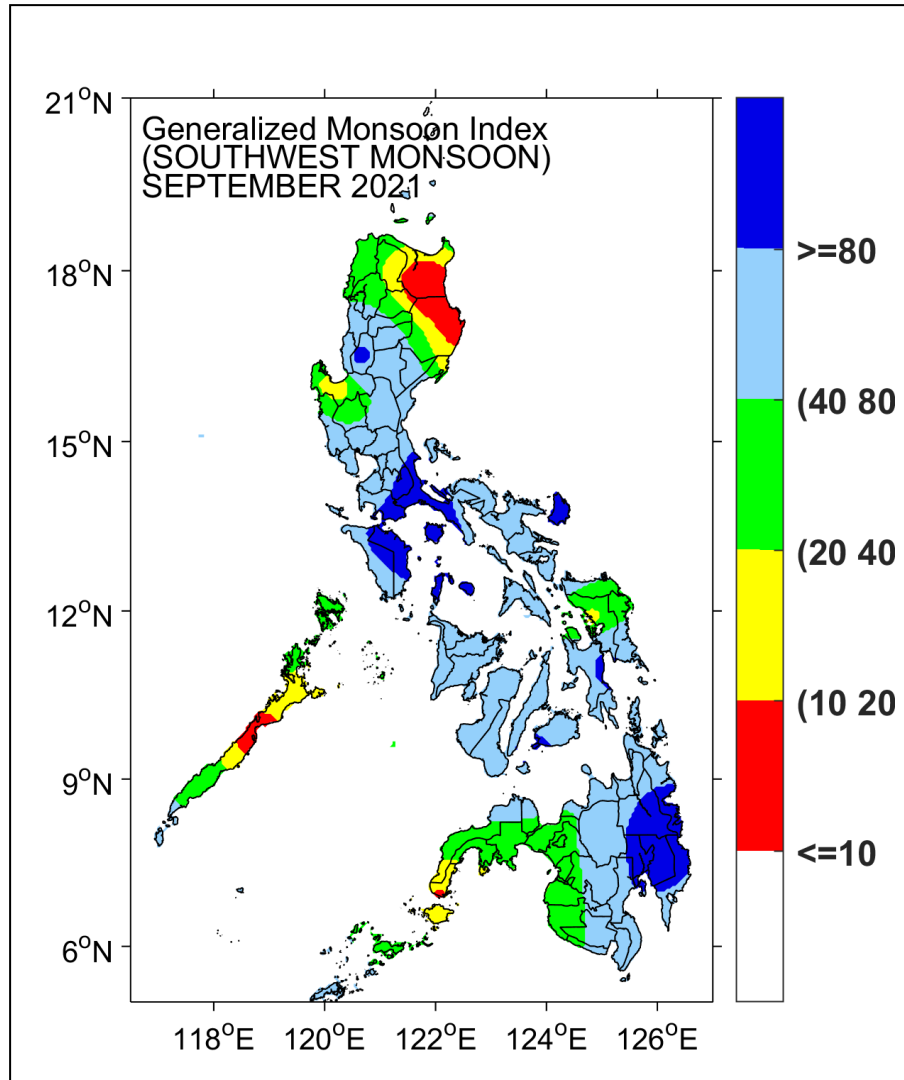 21°N
Generalized Monsoon Index
(SOUTHWEST MONSOON)
SEPTEMBER 2021
18°N
15°N
12°N
9°N
6°N
118°E 120°E 122°E 124°E 126°E
>=80
(40 80
(20 40
(10 20
<=10